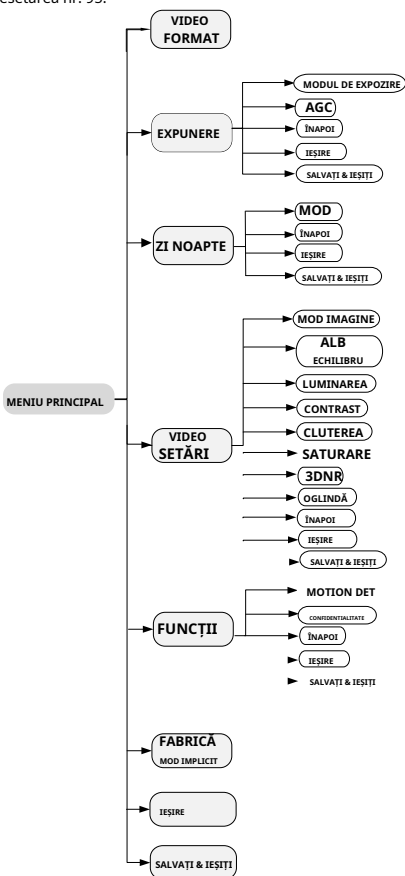 VIDEO
FORMAT
MODUL DE EXPOZIRE
AGC
EXPUNERE
ÎNAPOI
IEȘIRE
SALVAȚI & IEȘIȚI
MOD
ÎNAPOI
ZI NOAPTE
IEȘIRE
SALVAȚI & IEȘIȚI
MOD IMAGINE
ALB
ECHILIBRU
LUMINAREA
MENIU PRINCIPAL
CONTRAST
CLUTEREA
VIDEO
SETĂRI
SATURARE
3DNR
OGLINDĂ
ÎNAPOI
IEȘIRE
SALVAȚI & IEȘIȚI
MOTION DET
CONFIDENTIALITATE
FUNCȚII
ÎNAPOI
IEȘIRE
SALVAȚI & IEȘIȚI
FABRICĂ
MOD IMPLICIT
IEȘIRE
SALVAȚI & IEȘIȚI